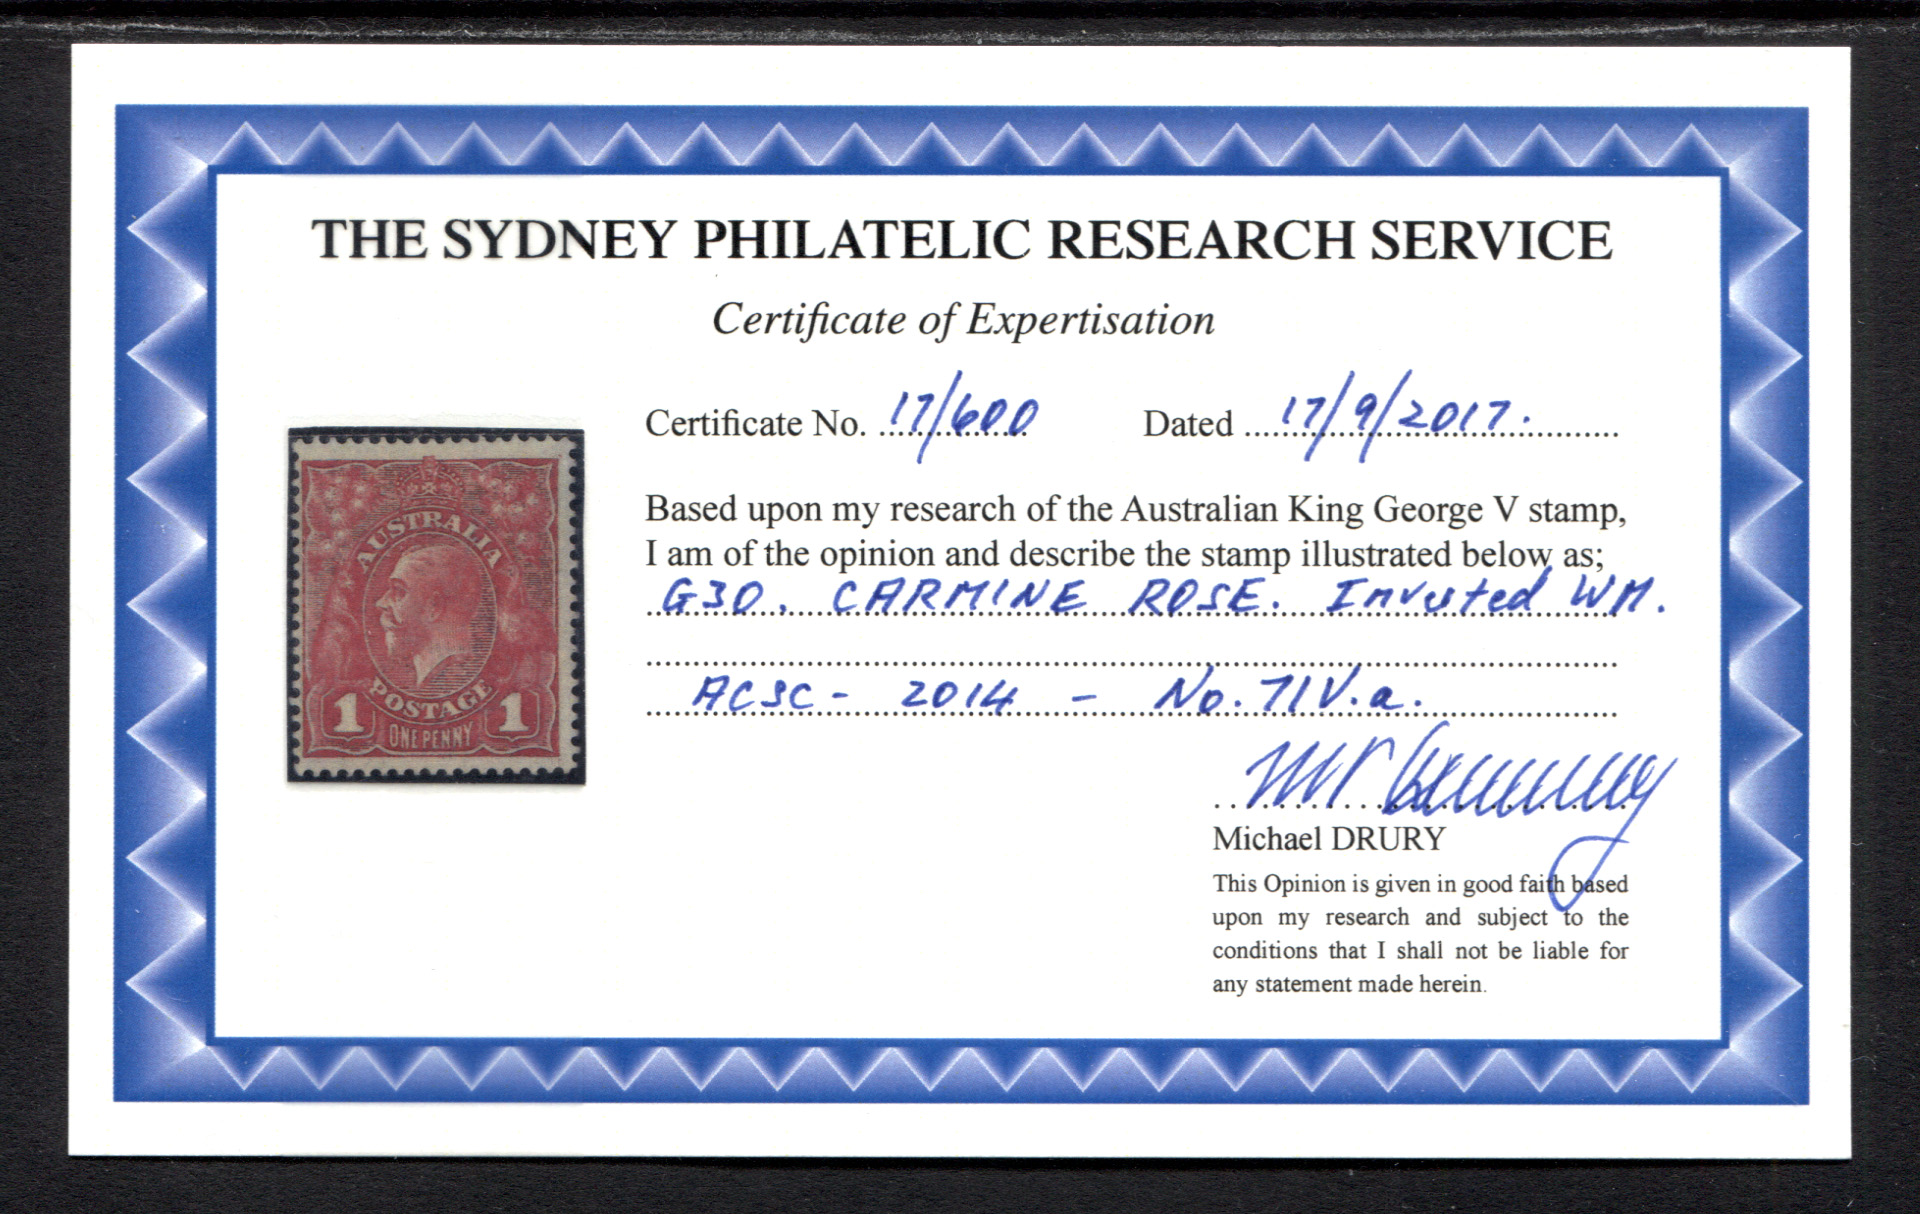 THE SYDNEY PHILATELIC RESEARCH SERVICE
Certificate of Expertisation
Certificate No. 17/600 Dated 17/9/2017.
Based upon my research of the Australian King George V stamp,
I am of the opinion and describe the stamp illustrated below as;
G30. CARMINE ROSE. Inverted WM.
ACSC - 2014 - No. 71V.a.
AUSTRALIA
POSTAGE
1 ONE PENNY 1
Michael DRURY
This Opinion is given in good faith based
upon my research and subject to the
conditions that I shall not be liable for
any statement made herein.